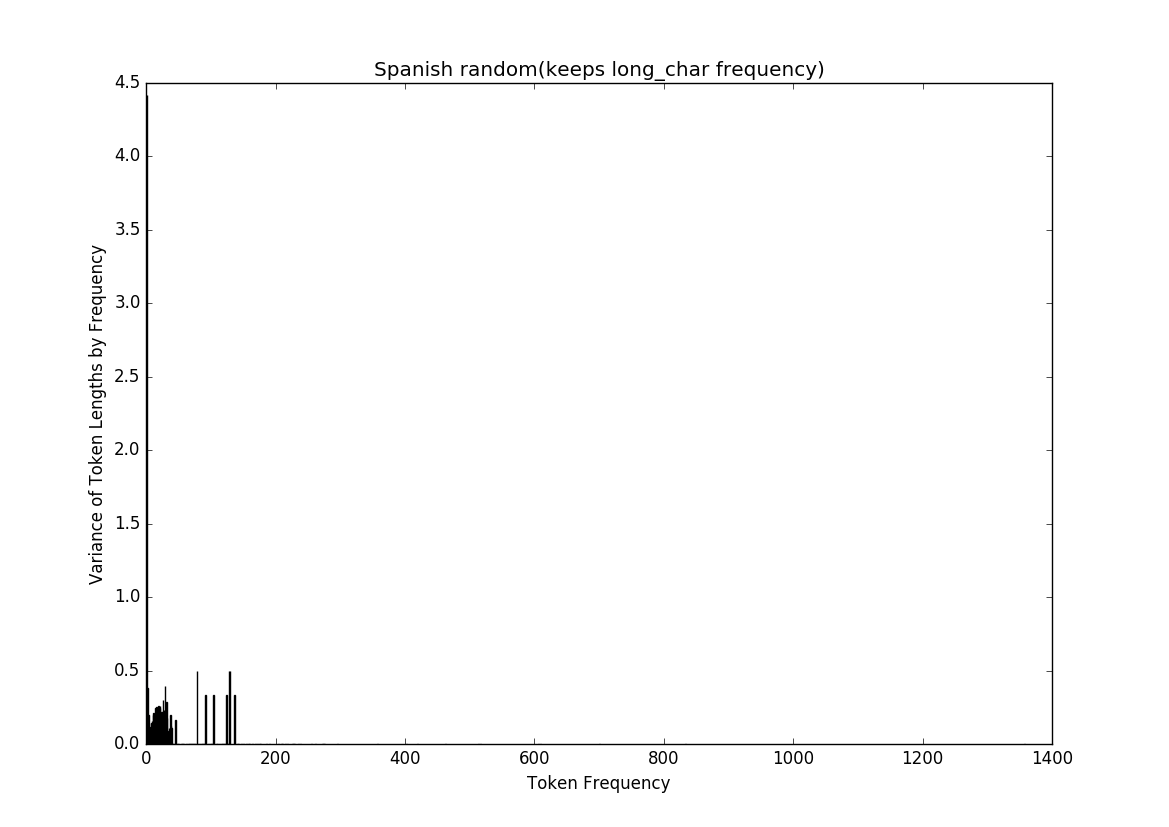 Spanish random(keeps long_char frequency)
4.5
4.0
3.5
3.0
2.5
2.0
1.5
1.0
0.5
0.0
Variance of Token Lengths by Frequency
0 200 400 600 800 1000 1200 1400
Token Frequency